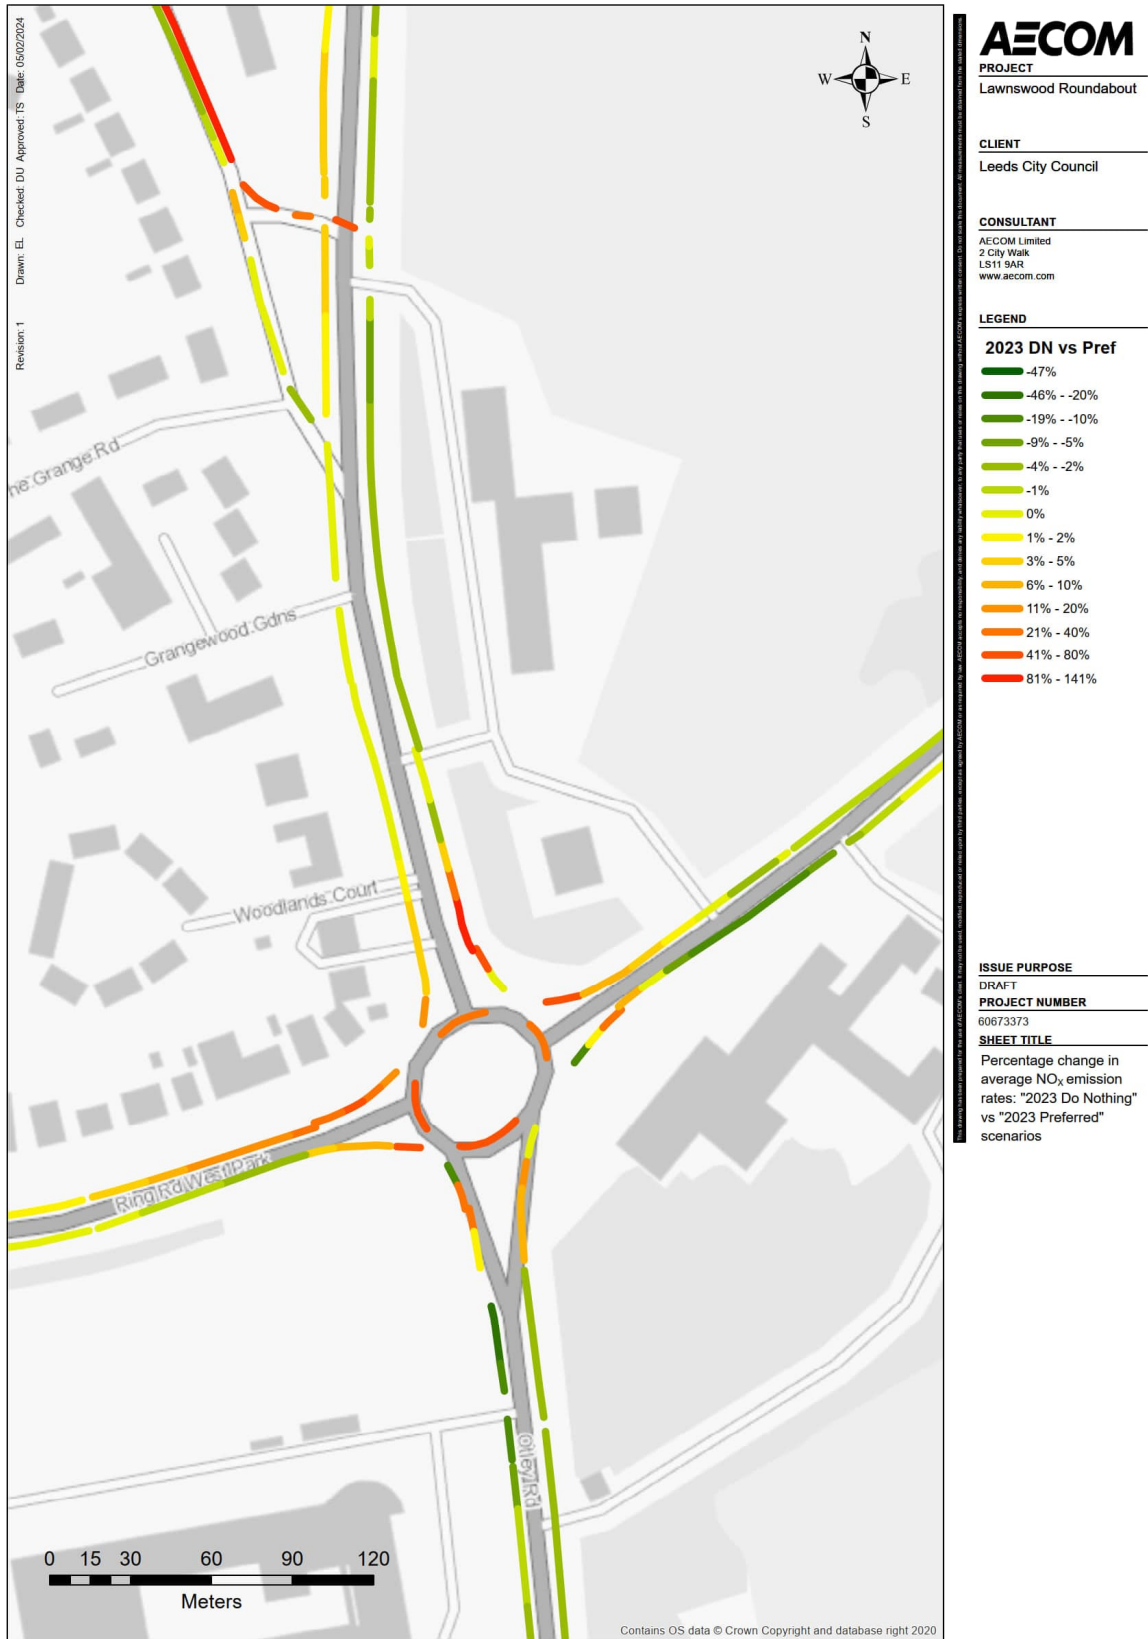 AECOM
PROJECT
Lawnswood Roundabout
CLIENT
Leeds City Council
CONSULTANT
AECOM Limited
2 City Walk
LS11 9AR
www.aecom.com
LEGEND
2023 DN vs Pref
-47%
-46% - -20%
-19% - -10%
-9% - -5%
-4% - -2%
-1%
0%
1% - 2%
3% - 5%
6% - 10%
11% - 20%
21% - 40%
41% - 80%
81% - 141%
ISSUE PURPOSE
DRAFT
PROJECT NUMBER
60673373
SHEET TITLE
Percentage change in
average NOₓ emission
rates: "2023 Do Nothing"
vs "2023 Preferred"
scenarios
Revision: 1 Drawn: EL Checked: DU Approved: TS Date: 05/02/2024
N
W E
S
he Grange Rd
Grangewood Gdns
Woodlands Court
Ring Rd West Park
Otley Rd
0 15 30 60 90 120
Meters
Contains OS data © Crown Copyright and database right 2020